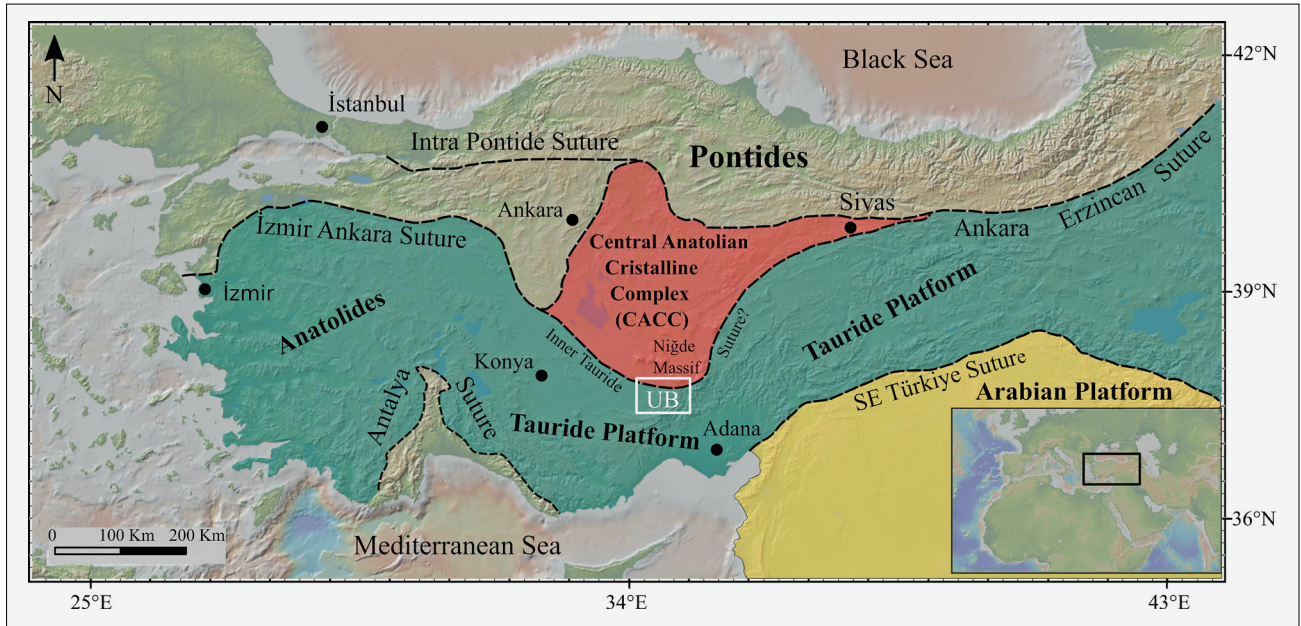 Black Sea
42°N
N
İstanbul
Intra Pontide Suture
Pontides
Ankara
Sivas
İzmir Ankara Suture
Ankara
Erzincan Suture
Central Anatolian
Cristalline
Complex
(CACC)
39°N
İzmir
Anatolides
Tauride Platform
Inner Tauride
Suture?
Niğde
Massif
Konya
UB
SE Türkiye Suture
Arabian Platform
Antalya
Suture
Tauride Platform
Adana
36°N
0
100 Km
200 Km
Mediterranean Sea
25°E
34°E
43°E